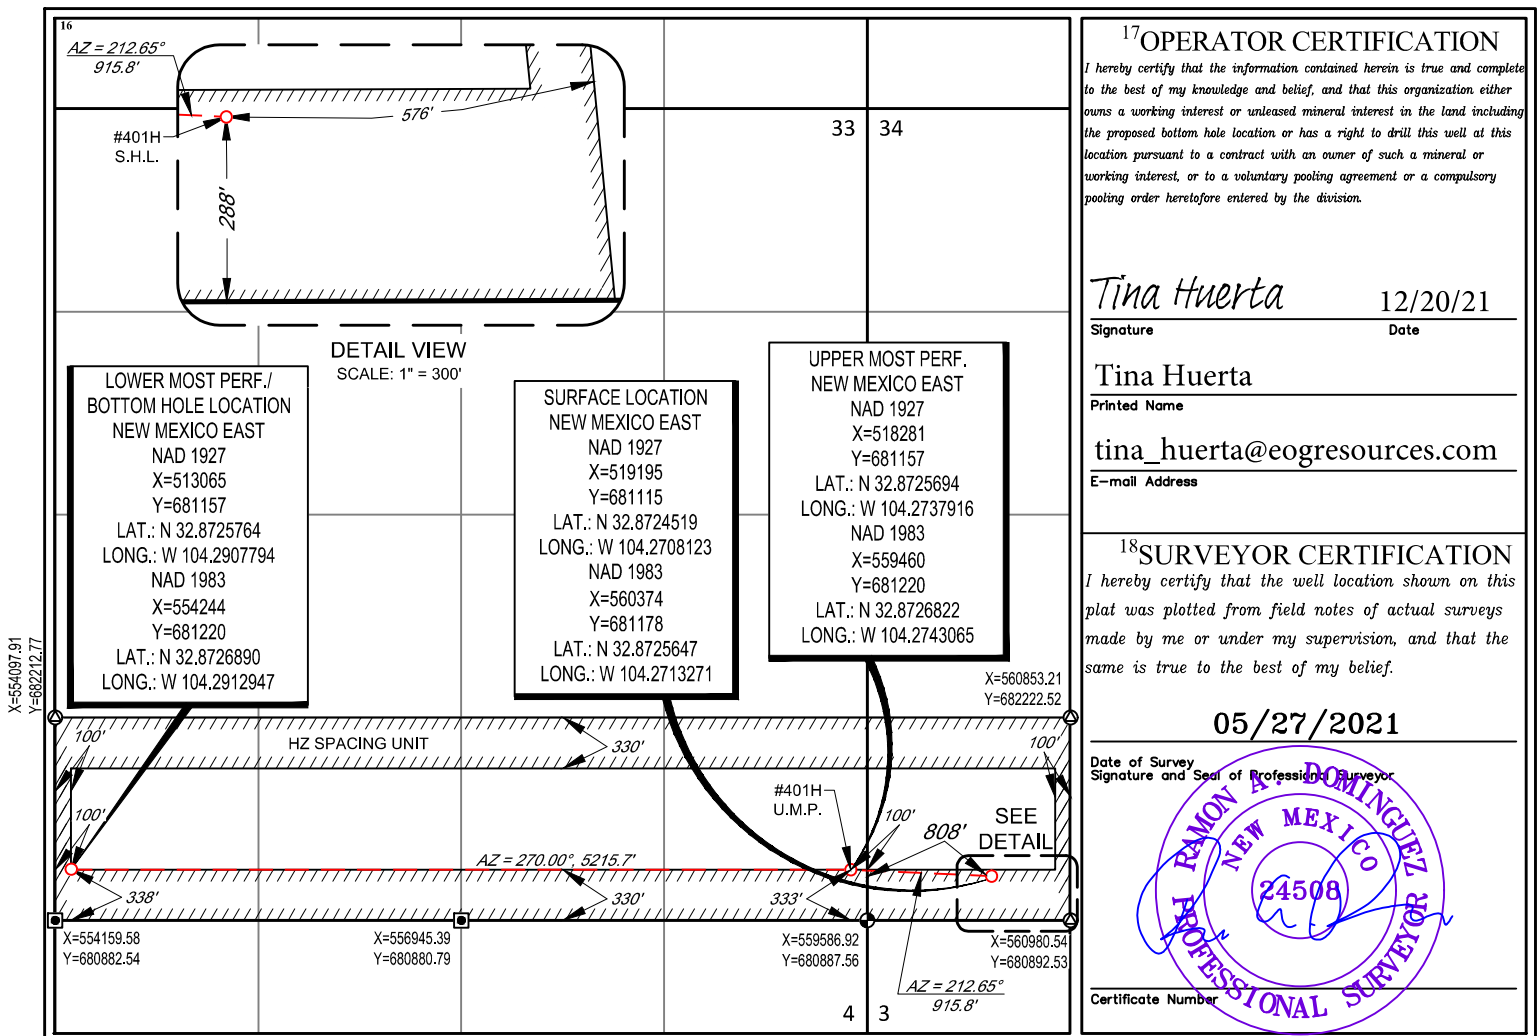 16
AZ = 212.65°
915.8'
576'
#401H
S.H.L.
288'
DETAIL VIEW
SCALE: 1" = 300'
33 34
LOWER MOST PERF./
BOTTOM HOLE LOCATION
NEW MEXICO EAST
NAD 1927
X=513065
Y=681157
LAT.: N 32.8725764
LONG.: W 104.2907794
NAD 1983
X=554244
Y=681220
LAT.: N 32.8726890
LONG.: W 104.2912947
SURFACE LOCATION
NEW MEXICO EAST
NAD 1927
X=519195
Y=681115
LAT.: N 32.8724519
LONG.: W 104.2708123
NAD 1983
X=560374
Y=681178
LAT.: N 32.8725647
LONG.: W 104.2713271
UPPER MOST PERF.
NEW MEXICO EAST
NAD 1927
X=518281
Y=681157
LAT.: N 32.8725694
LONG.: W 104.2737916
NAD 1983
X=559460
Y=681220
LAT.: N 32.8726822
LONG.: W 104.2743065
X=554097.91
Y=682212.77
X=560853.21
Y=682222.52
100'
HZ SPACING UNIT
330'
100'
#401H
U.M.P.
100'
100'
808'
SEE
DETAIL
AZ = 270.00°, 5215.7'
338'
330'
333'
X=554159.58
Y=680882.54
X=556945.39
Y=680880.79
X=559586.92
Y=680887.56
X=560980.54
Y=680892.53
AZ = 212.65°
915.8'
4 3
17OPERATOR CERTIFICATION
I hereby certify that the information contained herein is true and complete
to the best of my knowledge and belief, and that this organization either
owns a working interest or unleased mineral interest in the land including
the proposed bottom hole location or has a right to drill this well at this
location pursuant to a contract with an owner of such a mineral or
working interest, or to a voluntary pooling agreement or a compulsory
pooling order heretofore entered by the division.
Tina Huerta 12/20/21
Signature Date
Tina Huerta
Printed Name
tina_huerta@eogresources.com
E-mail Address
18SURVEYOR CERTIFICATION
I hereby certify that the well location shown on this
plat was plotted from field notes of actual surveys
made by me or under my supervision, and that the
same is true to the best of my belief.
05/27/2021
Date of Survey
Signature and Seal of Professional Surveyor
RAMON A. DOMINGUEZ
NEW MEXICO
24508
PROFESSIONAL SURVEYOR
Certificate Number